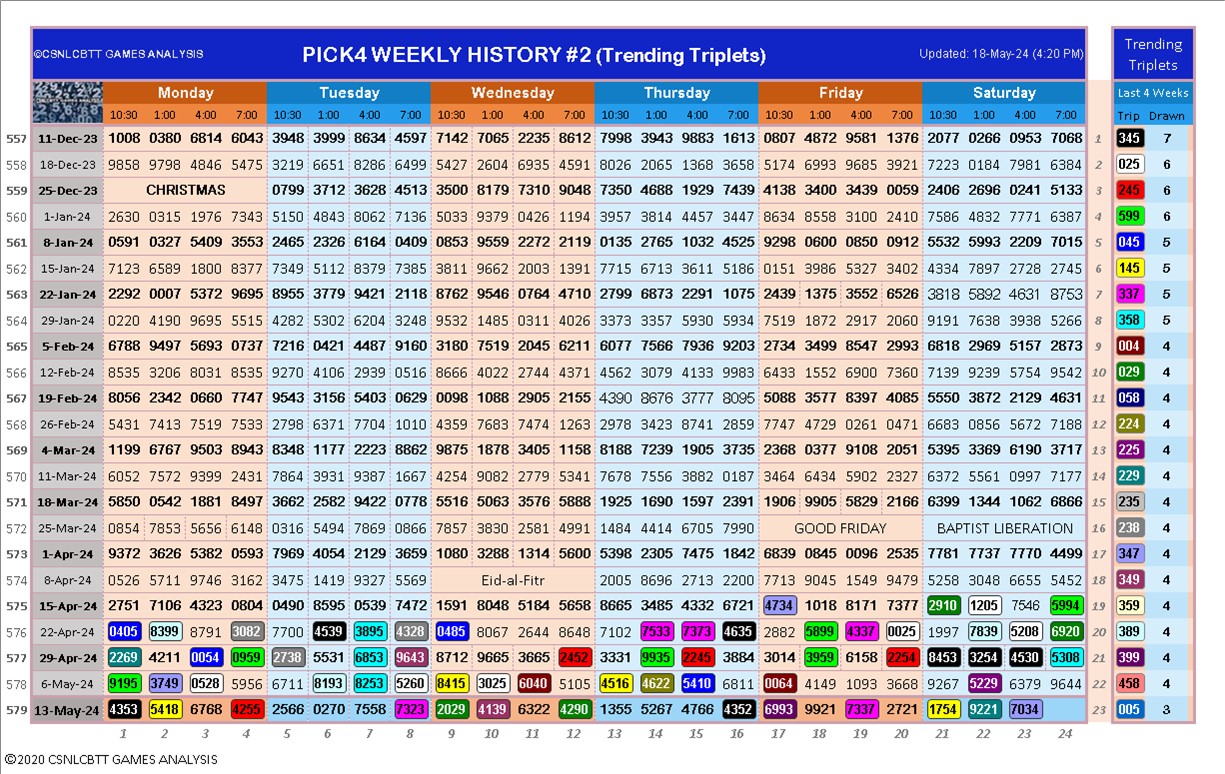 ©CSNLCBTT GAMES ANALYSIS PICK4 WEEKLY HISTORY #2 (Trending Triplets) Updated: 18-May-24 (4:20 PM) Trending Triplets
Monday Tuesday Wednesday Thursday Friday Saturday Last 4 Weeks
10:30 1:00 4:00 7:00 10:30 1:00 4:00 7:00 10:30 1:00 4:00 7:00 10:30 1:00 4:00 7:00 10:30 1:00 4:00 7:00 10:30 1:00 4:00 7:00 Trip Drawn
557 11-Dec-23 1008 0380 6814 6043 3948 3999 8634 4597 7142 7065 2235 8612 7998 3943 9883 1613 0807 4872 9581 1376 2077 0266 0953 7068 1 345 7
558 18-Dec-23 9858 9798 4846 5475 3219 6651 8286 6499 5427 2604 6935 4591 8026 2065 1368 3658 5174 6993 9685 3921 7223 0184 7981 6384 2 025 6
559 25-Dec-23 CHRISTMAS 0799 3712 3628 4513 3500 8179 7310 9048 7350 4688 1929 7439 4138 3400 3439 0059 2406 2696 0241 5133 3 245 6
560 1-Jan-24 2630 0315 1976 7343 5150 4843 8062 7136 5033 9379 0426 1194 3957 3814 4457 3447 8634 8558 3100 2410 7586 4832 7771 6387 4 599 6
561 8-Jan-24 0591 0327 5409 3553 2465 2326 6164 0409 0853 9559 2272 2119 0135 2765 1032 4525 9298 0600 0850 0912 5532 5993 2209 7015 5 045 5
562 15-Jan-24 7123 6589 1800 8377 7349 5112 8379 7385 3811 9662 2003 1391 7715 6713 3611 5186 0151 3986 5327 3402 4334 7897 2728 2745 6 145 5
563 22-Jan-24 2292 0007 5372 9695 8955 3779 9421 2118 3762 9546 0764 4710 2799 6873 2291 1075 2439 1375 3552 6526 3818 5892 4631 8753 7 337 5
564 29-Jan-24 0220 4190 9695 5515 4282 5302 6204 3248 9532 1485 0311 4026 3373 3357 5930 5934 7519 1872 2917 2060 9191 7638 3938 5266 8 358 5
565 5-Feb-24 6788 9497 5693 0737 7216 0421 4487 9160 3180 7519 2045 6211 6077 7566 7936 9203 2734 3499 8547 2993 6818 2969 5157 2873 9 004 4
566 12-Feb-24 8535 3206 8031 8535 9270 4106 2939 0516 8666 4022 2744 4371 4562 3079 4133 9983 6433 1552 6900 7360 7139 9239 5754 9542 10 029 4
567 19-Feb-24 8056 2342 0660 7747 9543 3156 5403 0629 0098 1088 2905 2155 4390 8676 3777 8095 5088 3577 8397 4085 5550 3872 2129 4631 11 058 4
568 26-Feb-24 5431 7413 7519 7533 2798 6371 7704 1010 9359 7683 7474 1263 2978 3423 8741 2859 7747 4729 0261 0471 6683 0856 5672 7188 12 224 4
569 4-Mar-24 1199 6767 9503 8943 8348 1177 2223 8862 9875 1878 3405 1158 8188 7239 1905 3735 2368 0377 9108 2051 5395 3369 6190 3717 13 225 4
570 11-Mar-24 6052 7572 9399 2431 7864 3931 9387 1667 4254 9082 2779 5341 7678 7556 3892 0187 3464 6434 5902 2327 6372 5561 0997 7177 14 229 4
571 18-Mar-24 5850 0542 1881 8497 3662 2582 9422 0778 5516 5063 3576 5888 1925 1690 1597 2391 1906 9905 5829 2166 6399 1344 1062 6866 15 235 4
572 25-Mar-24 0854 7853 5656 6148 0316 5494 7869 0866 7857 3830 2581 4991 1484 4414 6705 7990 GOOD FRIDAY BAPTIST LIBERATION 16 238 4
573 1-Apr-24 9372 3626 5382 0593 7969 4054 2129 3659 1080 3288 1314 5600 5398 2305 7475 1842 6839 0845 0096 2535 7781 7737 7770 4499 17 347 4
574 8-Apr-24 0526 5711 9746 3162 3475 1419 9327 5569 Eid-al-Fitr 2005 8696 2713 2200 7713 9045 1549 9479 5258 3048 6655 5452 18 349 4
575 15-Apr-24 2751 7106 4323 0804 0490 8595 0539 7472 1591 8048 5184 5658 8665 3485 4332 6721 4734 1018 8171 7377 2910 1205 7546 5994 19 359 4
576 22-Apr-24 0405 8399 8791 3082 7700 4539 3895 4328 0485 8067 2644 8648 7102 7533 7373 4635 2882 5899 4337 0025 1997 7839 5208 6920 20 389 4
577 29-Apr-24 2269 4211 0054 0959 2738 5531 6853 9643 8712 9665 3665 2452 3331 9935 2245 3884 3014 3959 6158 2254 8453 3254 4530 5308 21 399 4
578 6-May-24 9195 3749 0528 5956 6711 8193 8253 5260 8415 3025 6040 5105 4516 4622 5410 6811 0064 4149 1093 3668 9267 5229 6379 9644 22 458 4
579 13-May-24 4353 5418 6768 4255 2566 0270 7558 7323 2029 4139 6322 4290 1355 5267 4766 4352 6993 9921 7337 2721 1754 9221 7034 23 005 3
1 2 3 4 5 6 7 8 9 10 11 12 13 14 15 16 17 18 19 20 21 22 23 24
©2020 CSNLCBTT GAMES ANALYSIS